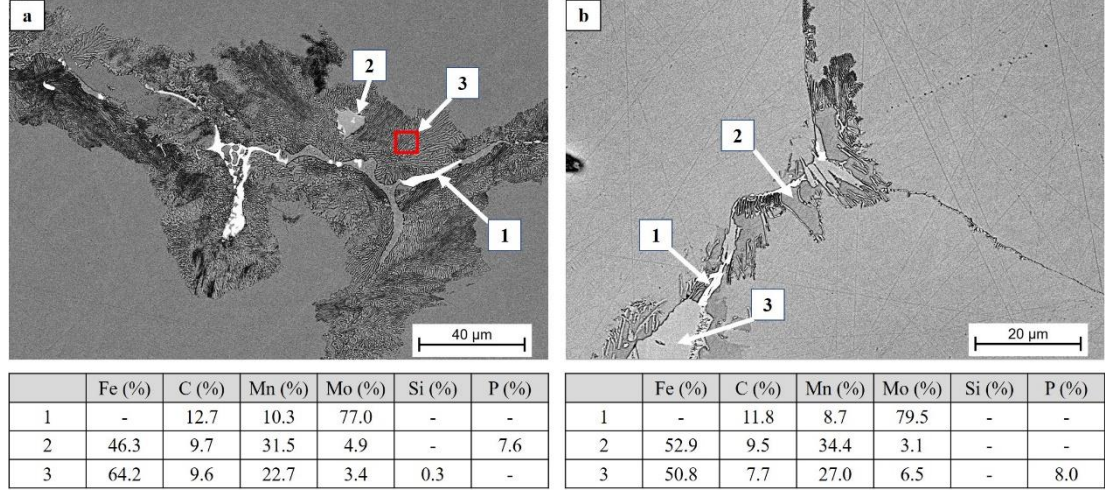 a
2
3
1
40 µm
b
2
1
3
20 µm
Fe (%) C (%) Mn (%) Mo (%) Si (%) P (%)
1 - 12.7 10.3 77.0 - -
2 46.3 9.7 31.5 4.9 - 7.6
3 64.2 9.6 22.7 3.4 0.3 -
Fe (%) C (%) Mn (%) Mo (%) Si (%) P (%)
1 - 11.8 8.7 79.5 - -
2 52.9 9.5 34.4 3.1 - -
3 50.8 7.7 27.0 6.5 - 8.0